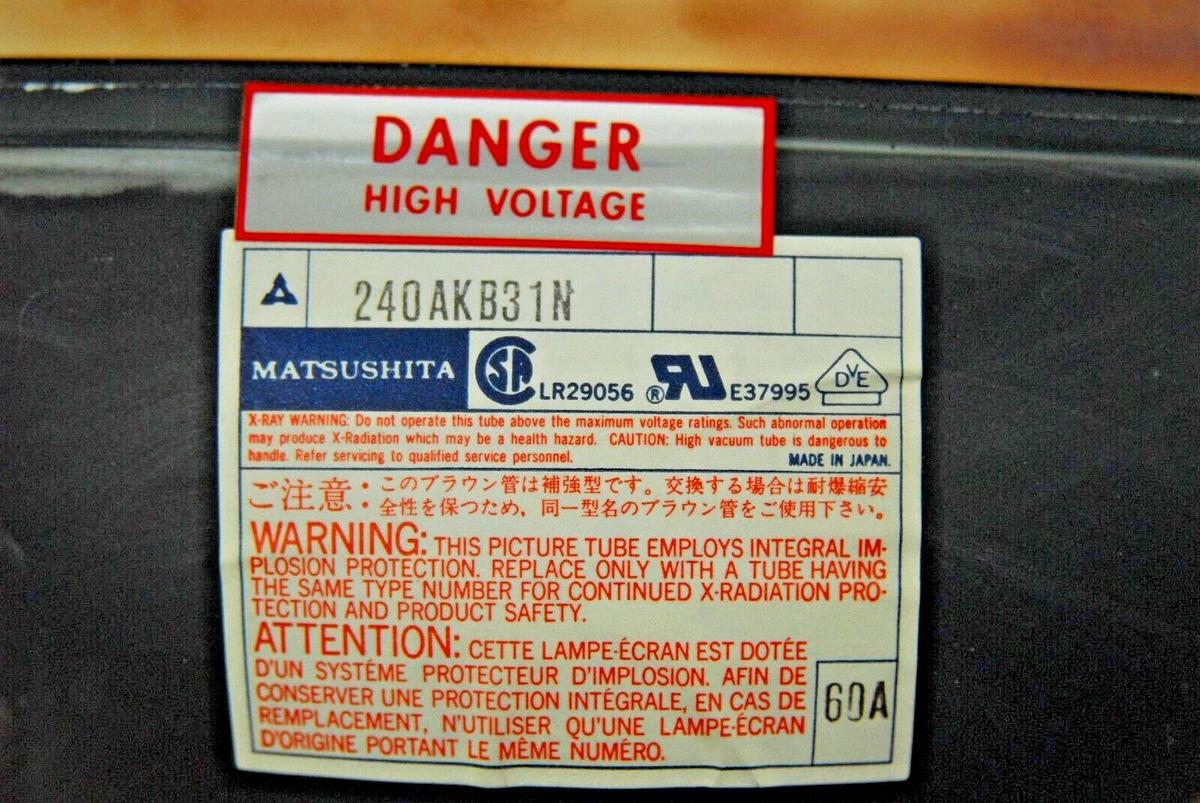 DANGER
HIGH VOLTAGE
240AKB31N
MATSUSHITA
SA LR29056 ® RU E37995 DVE
X-RAY WARNING: Do not operate this tube above the maximum voltage ratings. Such abnormal operation
may produce X-Radiation which may be a health hazard. CAUTION: High vacuum tube is dangerous to
handle. Refer servicing to qualified service personnel. MADE IN JAPAN.
ご注意：このブラウン管は補強型です。交換する場合は耐爆縮安
全性を保つため、同一型名のブラウン管をご使用下さい。
WARNING: THIS PICTURE TUBE EMPLOYS INTEGRAL IM-
PLOSION PROTECTION. REPLACE ONLY WITH A TUBE HAVING
THE SAME TYPE NUMBER FOR CONTINUED X-RADIATION PRO-
TECTION AND PRODUCT SAFETY.
ATTENTION: CETTE LAMPE-ÉCRAN EST DOTÉE
D'UN SYSTÉME PROTECTEUR D'IMPLOSION. AFIN DE
CONSERVER UNE PROTECTION INTÉGRALE, EN CAS DE
REMPLACEMENT, N'UTILISER QU'UNE LAMPE-ÉCRAN
D'ORIGINE PORTANT LE MÊME NUMÉRO.
60A